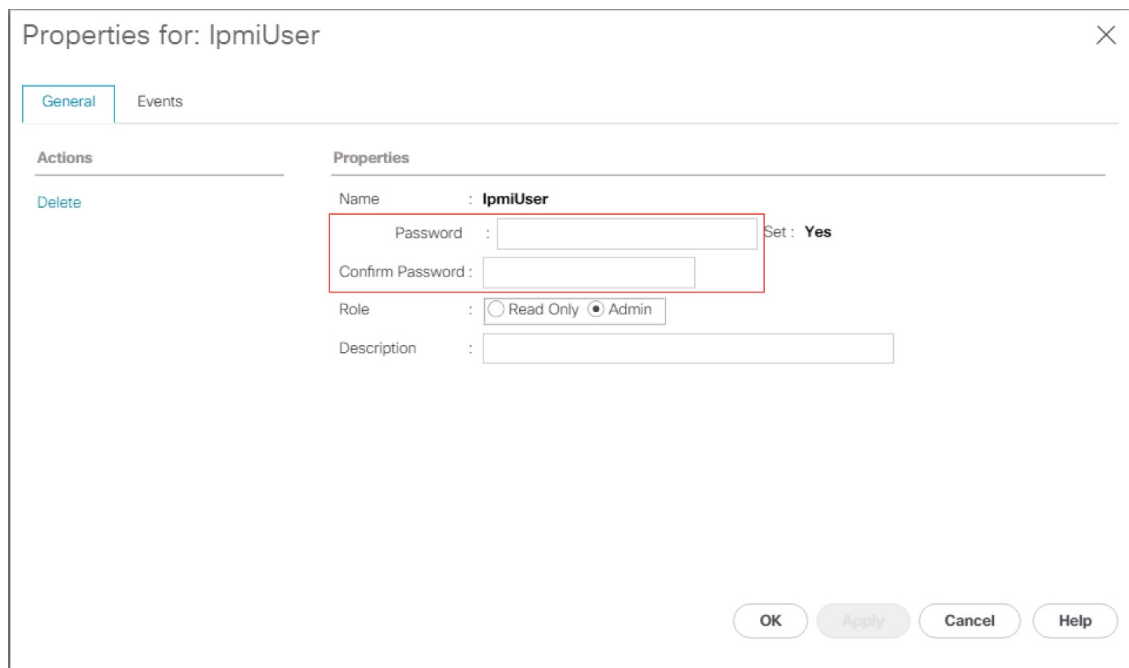 Properties for: IpmiUser
General Events
Actions
Delete
Properties
Name : IpmiUser
Password : Set : Yes
Confirm Password :
Role : Read Only Admin
Description :
OK Apply Cancel Help